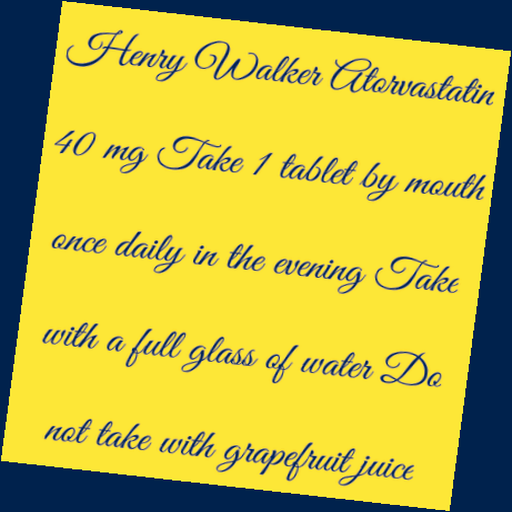 Henry Walker Atorvastatin
40 mg Take 1 tablet by mouth
once daily in the evening Take
with a full glass of water Do
not take with grapefruit juice